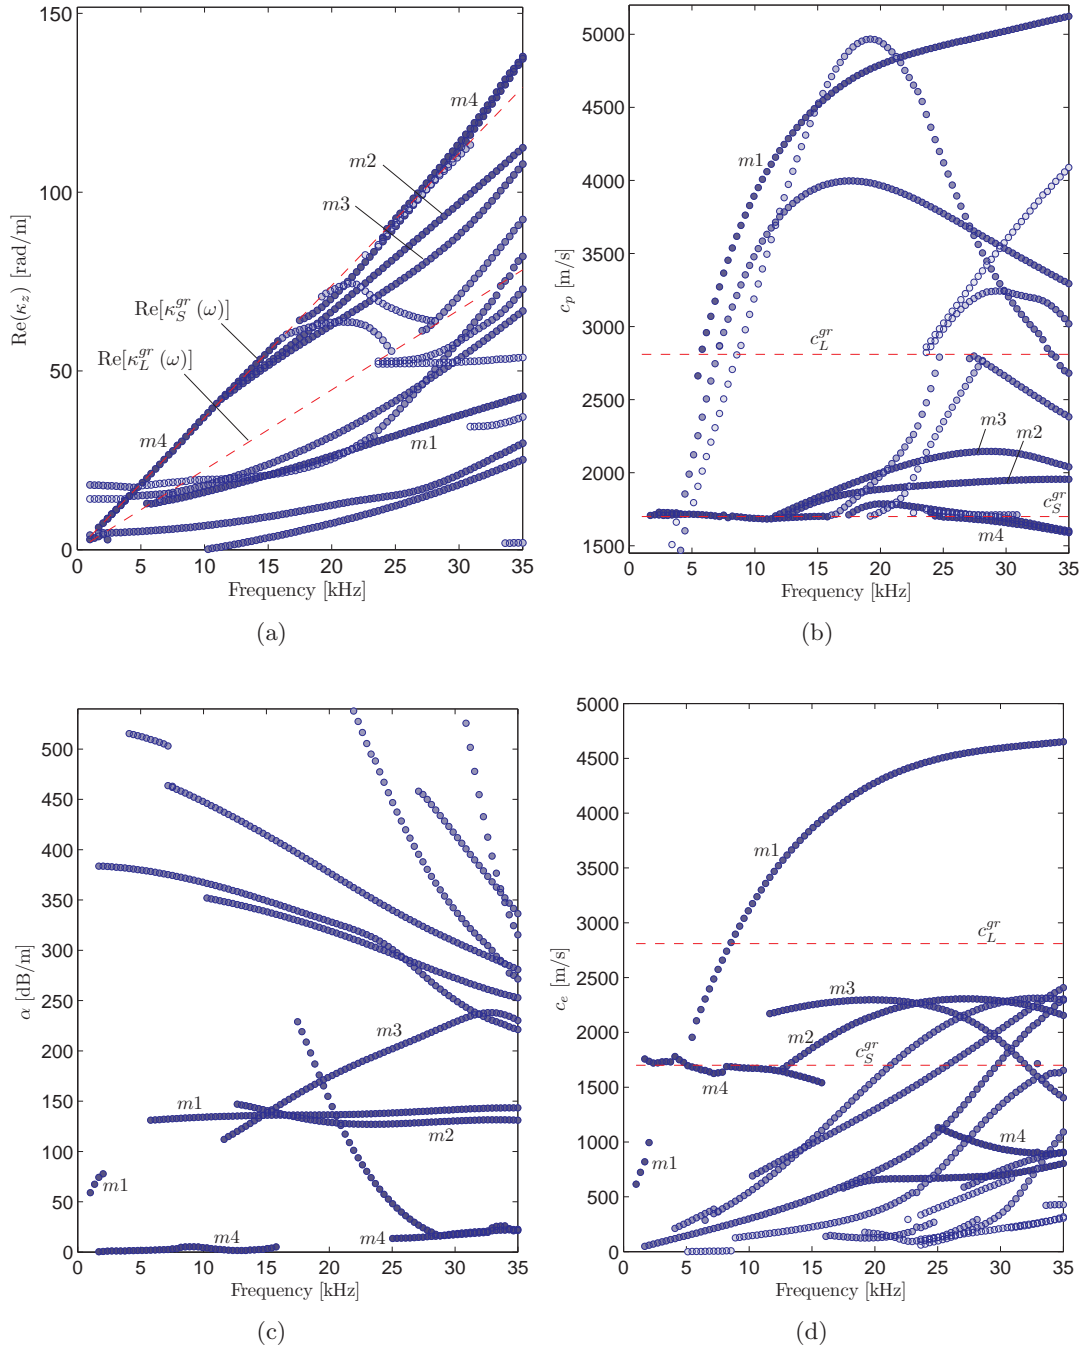 150
100
50
0
0 5 10 15 20 25 30 35
Re(κ_z) [rad/m]
Frequency [kHz]
m4
m2
m3
Re[κ_S^{gr} (ω)]
Re[κ_L^{gr} (ω)]
m4
m1
(a)
5000
4500
4000
3500
3000
2500
2000
1500
0 5 10 15 20 25 30 35
c_p [m/s]
Frequency [kHz]
m1
c_L^{gr}
m3
m2
c_S^{gr}
m4
(b)
500
450
400
350
300
250
200
150
100
50
0
0 5 10 15 20 25 30 35
α [dB/m]
Frequency [kHz]
m3
m1
m2
m1
m4
m4
(c)
5000
4500
4000
3500
3000
2500
2000
1500
1000
500
0
0 5 10 15 20 25 30 35
c_e [m/s]
Frequency [kHz]
m1
c_L^{gr}
m3
m2
c_S^{gr}
m4
m4
m1
(d)